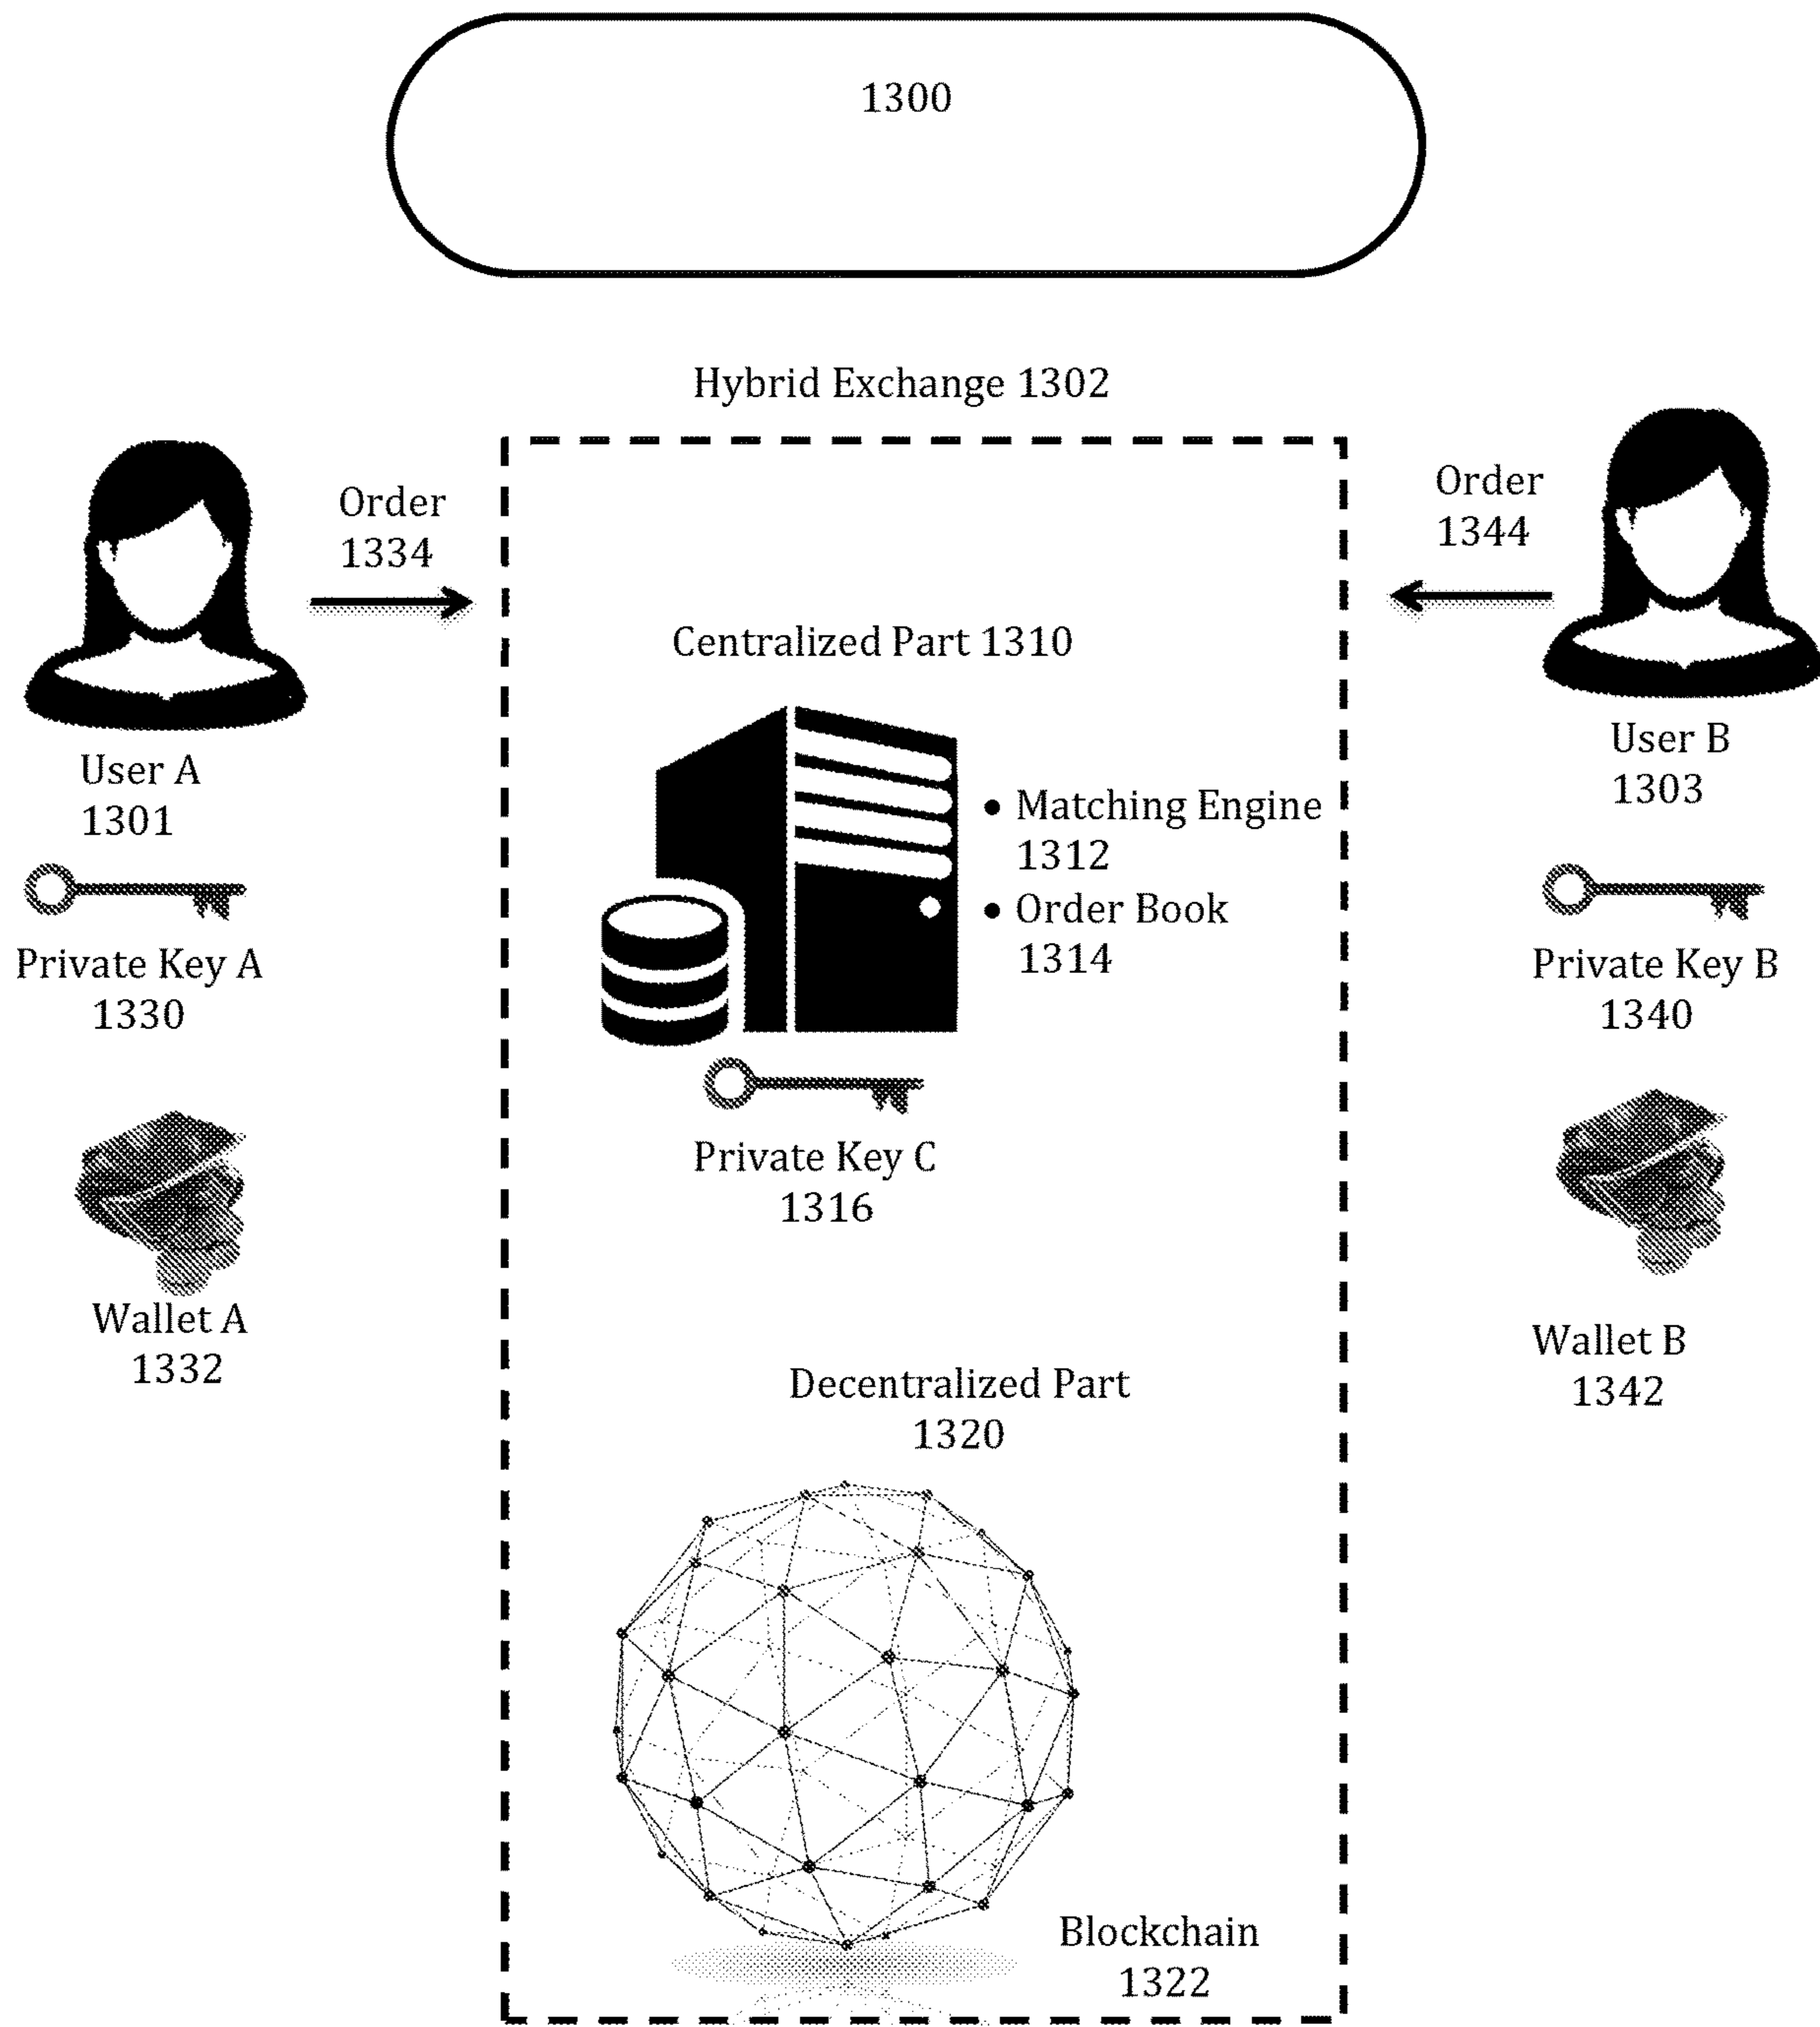 1300
Hybrid Exchange 1302
Order
1334
Order
1344
User A
1301
Private Key A
1330
Wallet A
1332
Centralized Part 1310
• Matching Engine
1312
• Order Book
1314
Private Key C
1316
Decentralized Part
1320
Blockchain
1322
User B
1303
Private Key B
1340
Wallet B
1342